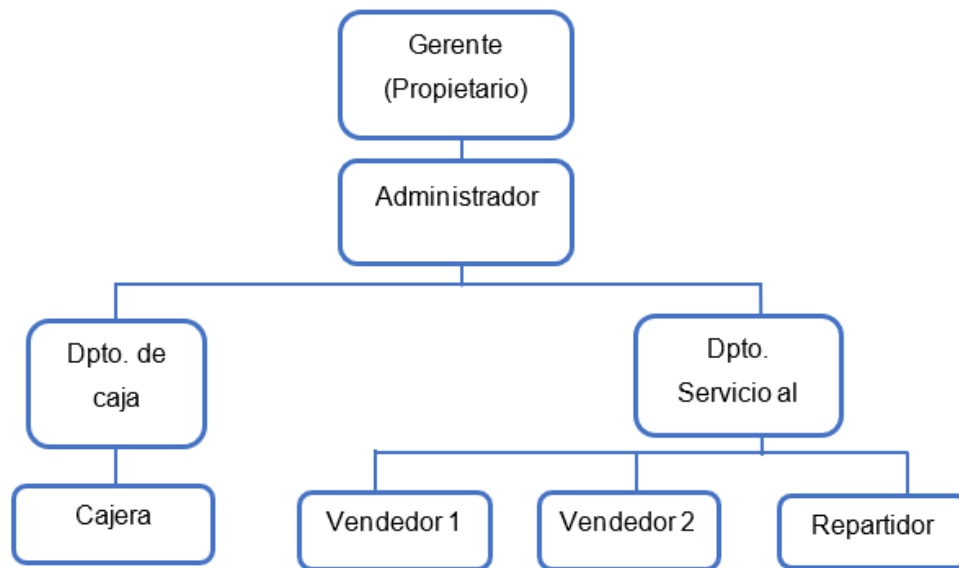 Gerente
(Propietario)
Administrador
Dpto. de
caja
Dpto.
Servicio al
Cajera
Vendedor 1
Vendedor 2
Repartidor